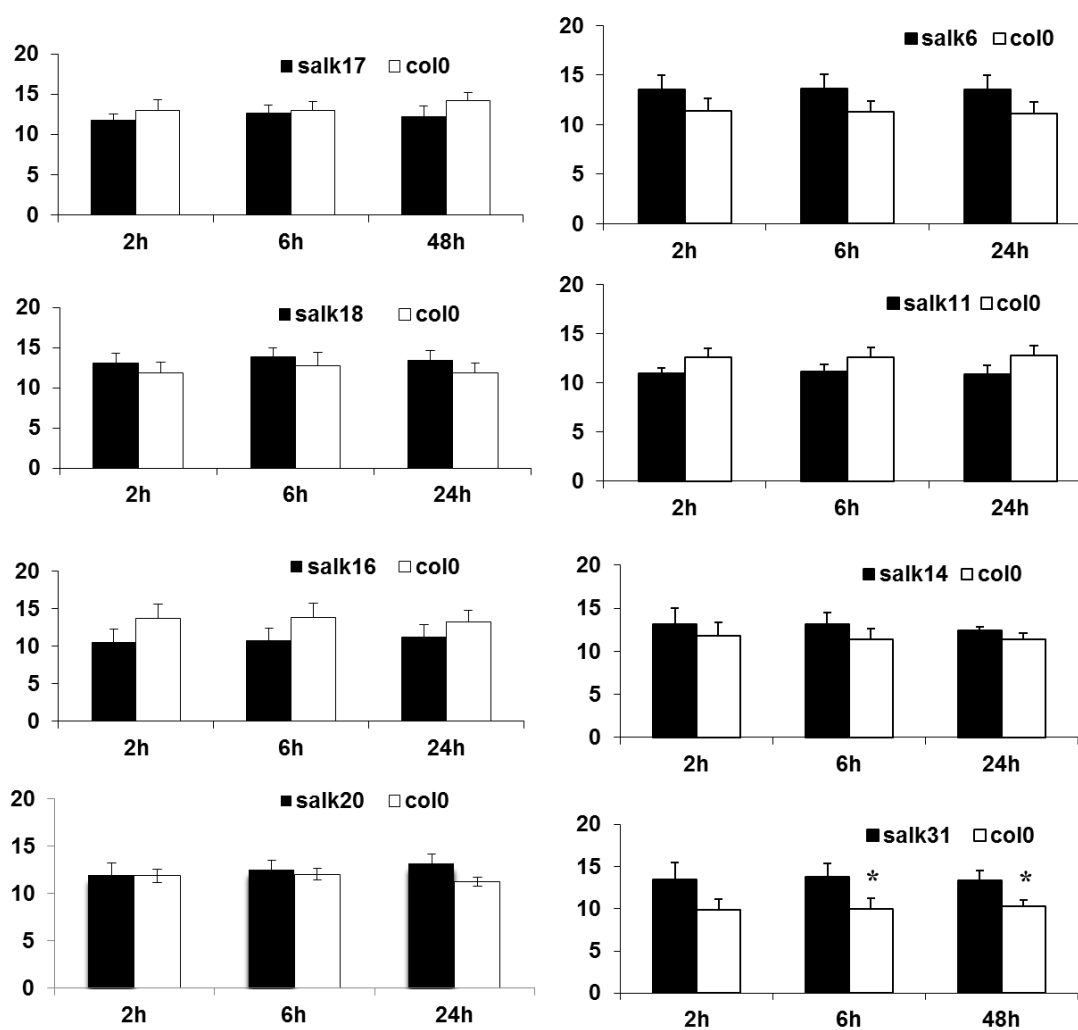 salk17 col0
20
15
10
5
0
2h 6h 48h
salk6 col0
20
15
10
5
0
2h 6h 24h
salk18 col0
20
15
10
5
0
2h 6h 24h
salk11 col0
20
15
10
5
0
2h 6h 24h
salk16 col0
20
15
10
5
0
2h 6h 24h
salk14 col0
20
15
10
5
0
2h 6h 24h
salk20 col0
20
15
10
5
0
2h 6h 24h
salk31 col0
20
15
* *
10
5
0
2h 6h 48h